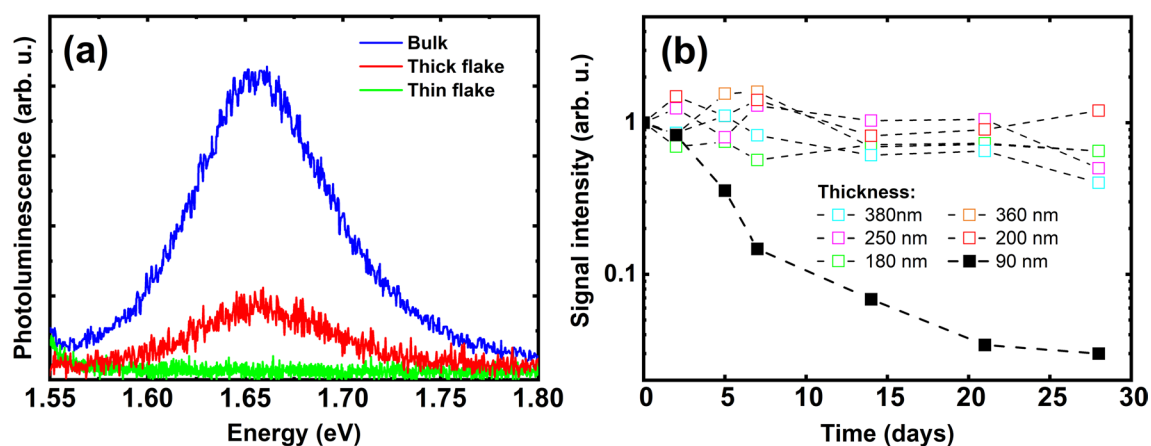 (a)
Bulk
Thick flake
Thin flake
Photoluminescence (arb. u.)
1.55 1.60 1.65 1.70 1.75 1.80
Energy (eV)
(b)
Signal intensity (arb. u.)
1
0.1
Thickness:
380nm 360 nm
250 nm 200 nm
180 nm 90 nm
0 5 10 15 20 25 30
Time (days)